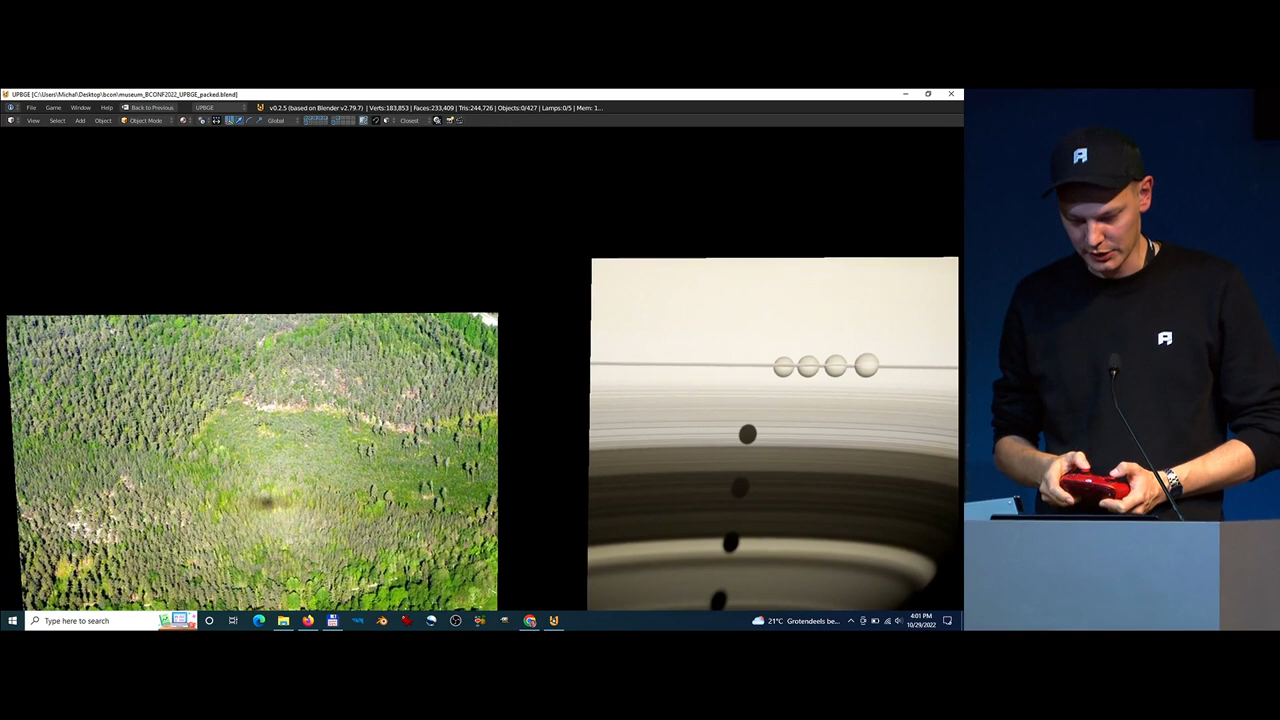 UPBGE [C:\Users\Michal\Desktop\bcon\museum_BCONF2022_UPBGE_packed.blend]
File Game Window Help Back to Previous UPBGE v0.2.5 (based on Blender v2.79.7) | Verts:183,853 | Faces:233,409 | Tris:244,726 | Objects:0/427 | Lamps:0/5 | Mem: 1...
View Select Add Object Object Mode Global Closest
Type here to search
21°C Grotendeels be...
4:01 PM
10/29/2022